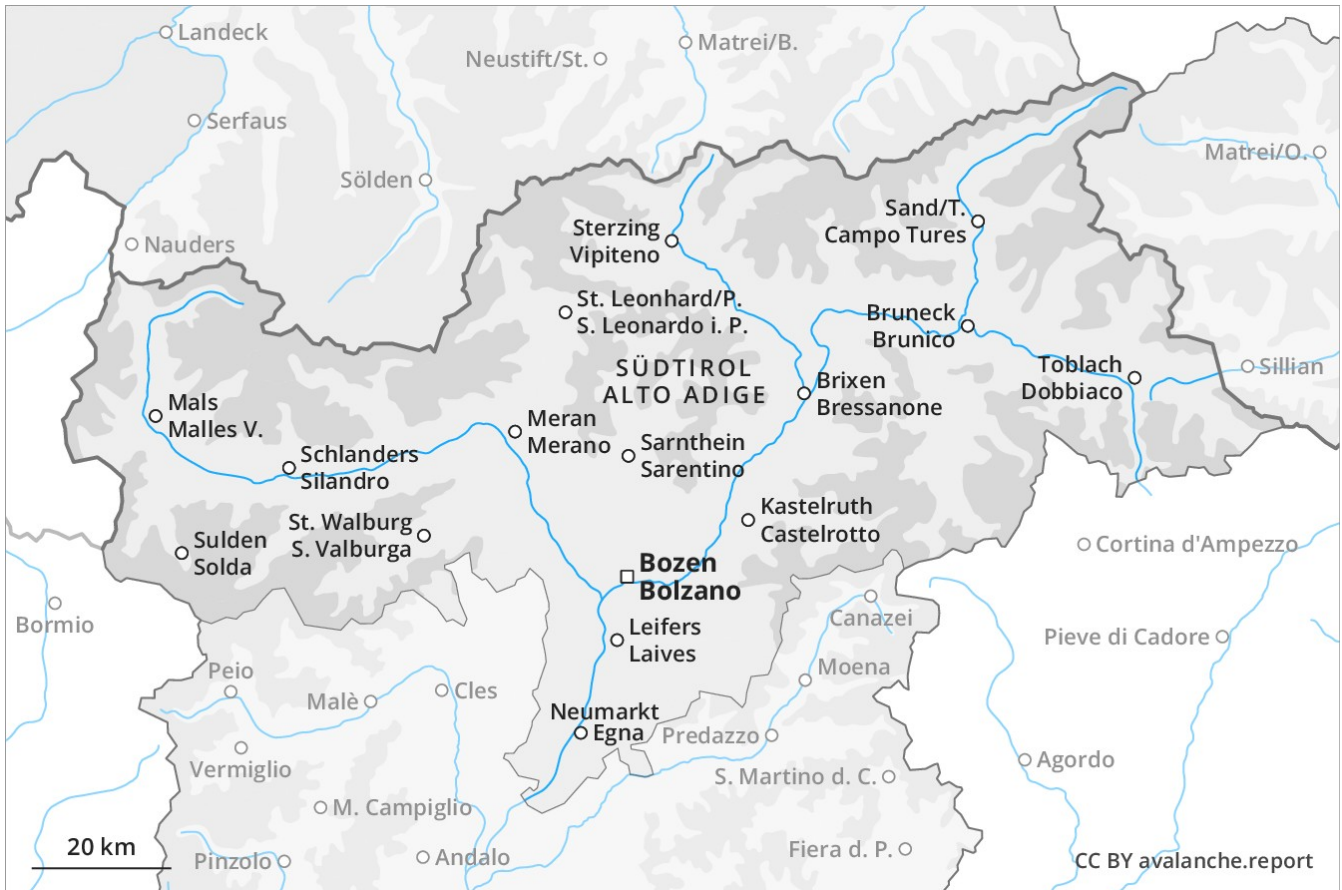 Landeck
Neustift/St.
Matrei/B.
Serfaus
Matrei/O.
Sölden
Nauders
Sand/T.
Campo Tures
Sterzing
Vipiteno
St. Leonhard/P.
S. Leonardo i. P.
Bruneck
Brunico
SÜDTIROL
ALTO ADIGE
Toblach
Dobbiaco
Sillian
Brixen
Bressanone
Mals
Malles V.
Meran
Merano
Sarnthein
Sarentino
Schlanders
Silandro
Kastelruth
Castelrotto
St. Walburg
S. Valburga
Sulden
Solda
Cortina d'Ampezzo
Bozen
Bolzano
Bormio
Canazei
Leifers
Laives
Pieve di Cadore
Peio
Moena
Malè
Cles
Neumarkt
Egna
Predazzo
Vermiglio
Agordo
S. Martino d. C.
M. Campiglio
20 km
Pinzolo
Andalo
Fiera d. P.
CC BY avalanche.report